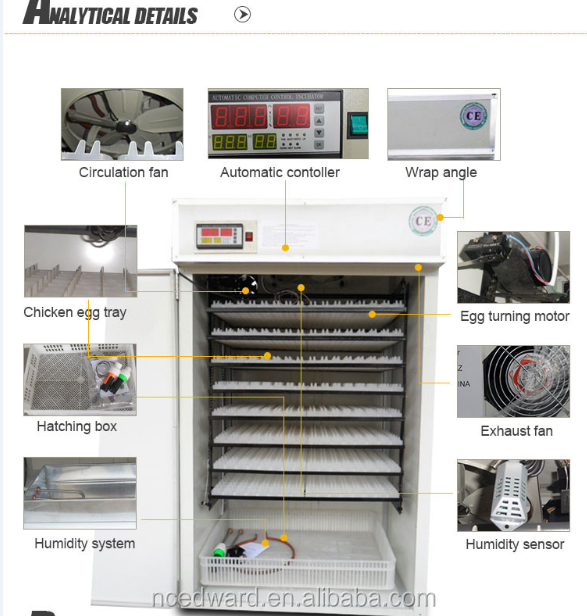 ANALYTICAL DETAILS
AUTOMATIC COMPUTER CONTROL INCUBATOR
CE
Circulation fan
Automatic contoller
Wrap angle
CE
Chicken egg tray
Egg turning motor
Hatching box
Exhaust fan
Humidity system
Humidity sensor
ncedward.en.alibaba.com